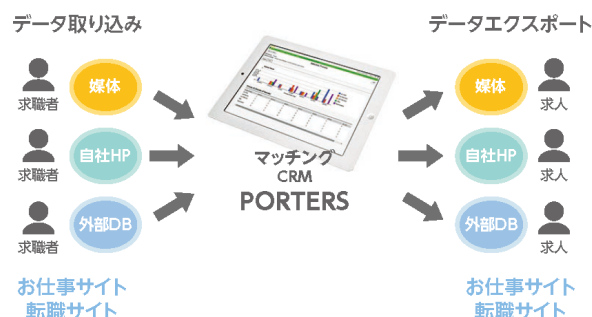 データ取り込み
データエクスポート
求職者
媒体
求職者
自社HP
求職者
外部DB
マッチング
CRM
PORTERS
媒体
求人
自社HP
求人
外部DB
求人
お仕事サイト
転職サイト
お仕事サイト
転職サイト